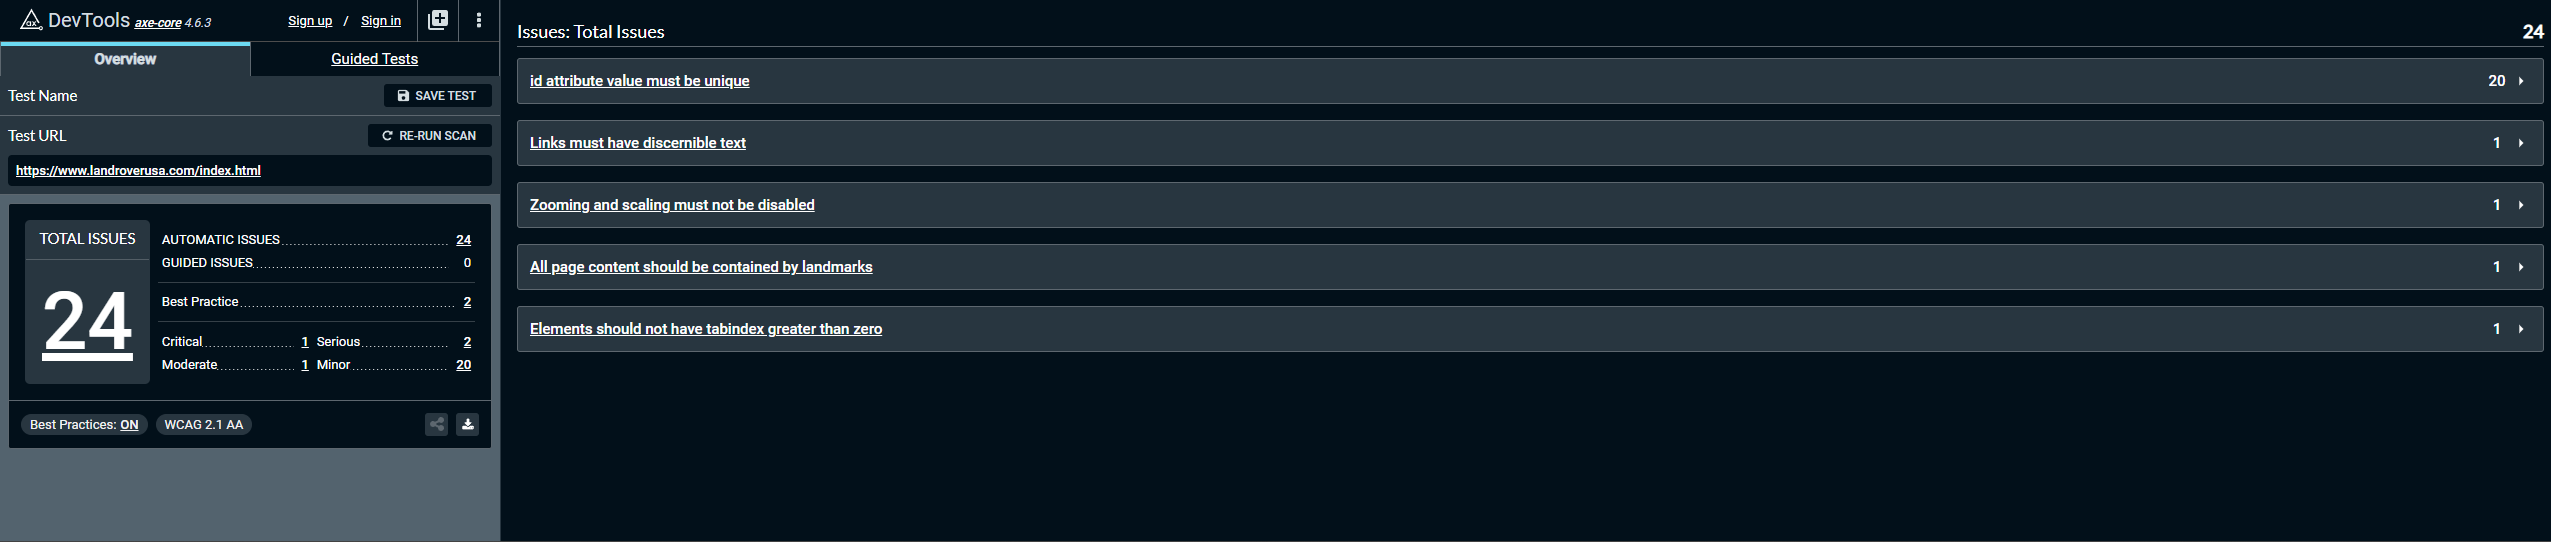 DevTools axe-core 4.6.3
Sign up / Sign in
Overview
Guided Tests
Test Name
SAVE TEST
Test URL
RE-RUN SCAN
https://www.landroverusa.com/index.html
TOTAL ISSUES
24
AUTOMATIC ISSUES 24
GUIDED ISSUES 0
Best Practice 2
Critical 1 Serious 2
Moderate 1 Minor 20
Best Practices: ON
WCAG 2.1 AA
Issues: Total Issues 24
id attribute value must be unique 20
Links must have discernible text 1
Zooming and scaling must not be disabled 1
All page content should be contained by landmarks 1
Elements should not have tabindex greater than zero 1